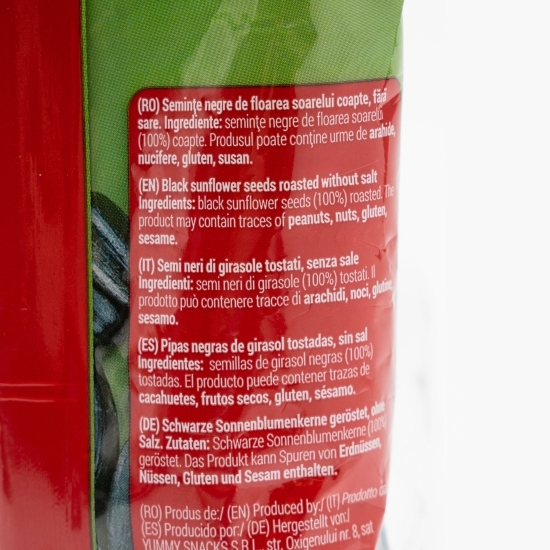 (RO) Seminţe negre de floarea soarelui coapte, fără
sare. Ingrediente: seminţe negre de floarea soarelui
(100%) coapte. Produsul poate conţine urme de arahide,
nucifere, gluten, susan.
(EN) Black sunflower seeds roasted without salt
Ingredients: black sunflower seeds (100%) roasted. The
product may contain traces of peanuts, nuts, gluten,
sesame.
(IT) Semi neri di girasole tostati, senza sale
Ingredienti: semi neri di girasole (100%) tostati. Il
prodotto può contenere tracce di arachidi, noci, glutine,
sesamo.
(ES) Pipas negras de girasol tostadas, sin sal
Ingredientes: semillas de girasol negras (100%)
tostadas. El producto puede contener trazas de
cacahuetes, frutos secos, gluten, sésamo.
(DE) Schwarze Sonnenblumenkerne geröstet, ohne
Salz. Zutaten: Schwarze Sonnenblumenkerne (100%)
geröstet. Das Produkt kann Spuren von Erdnüssen,
Nüssen, Gluten und Sesam enthalten.
(RO) Produs de:/ (EN) Produced by:/ (IT) Prodotto
(ES) Producido por:/ (DE) Hergestellt von:/
YUMMY SNACKS S.R.L., str. Oxigenului nr. 8, sat